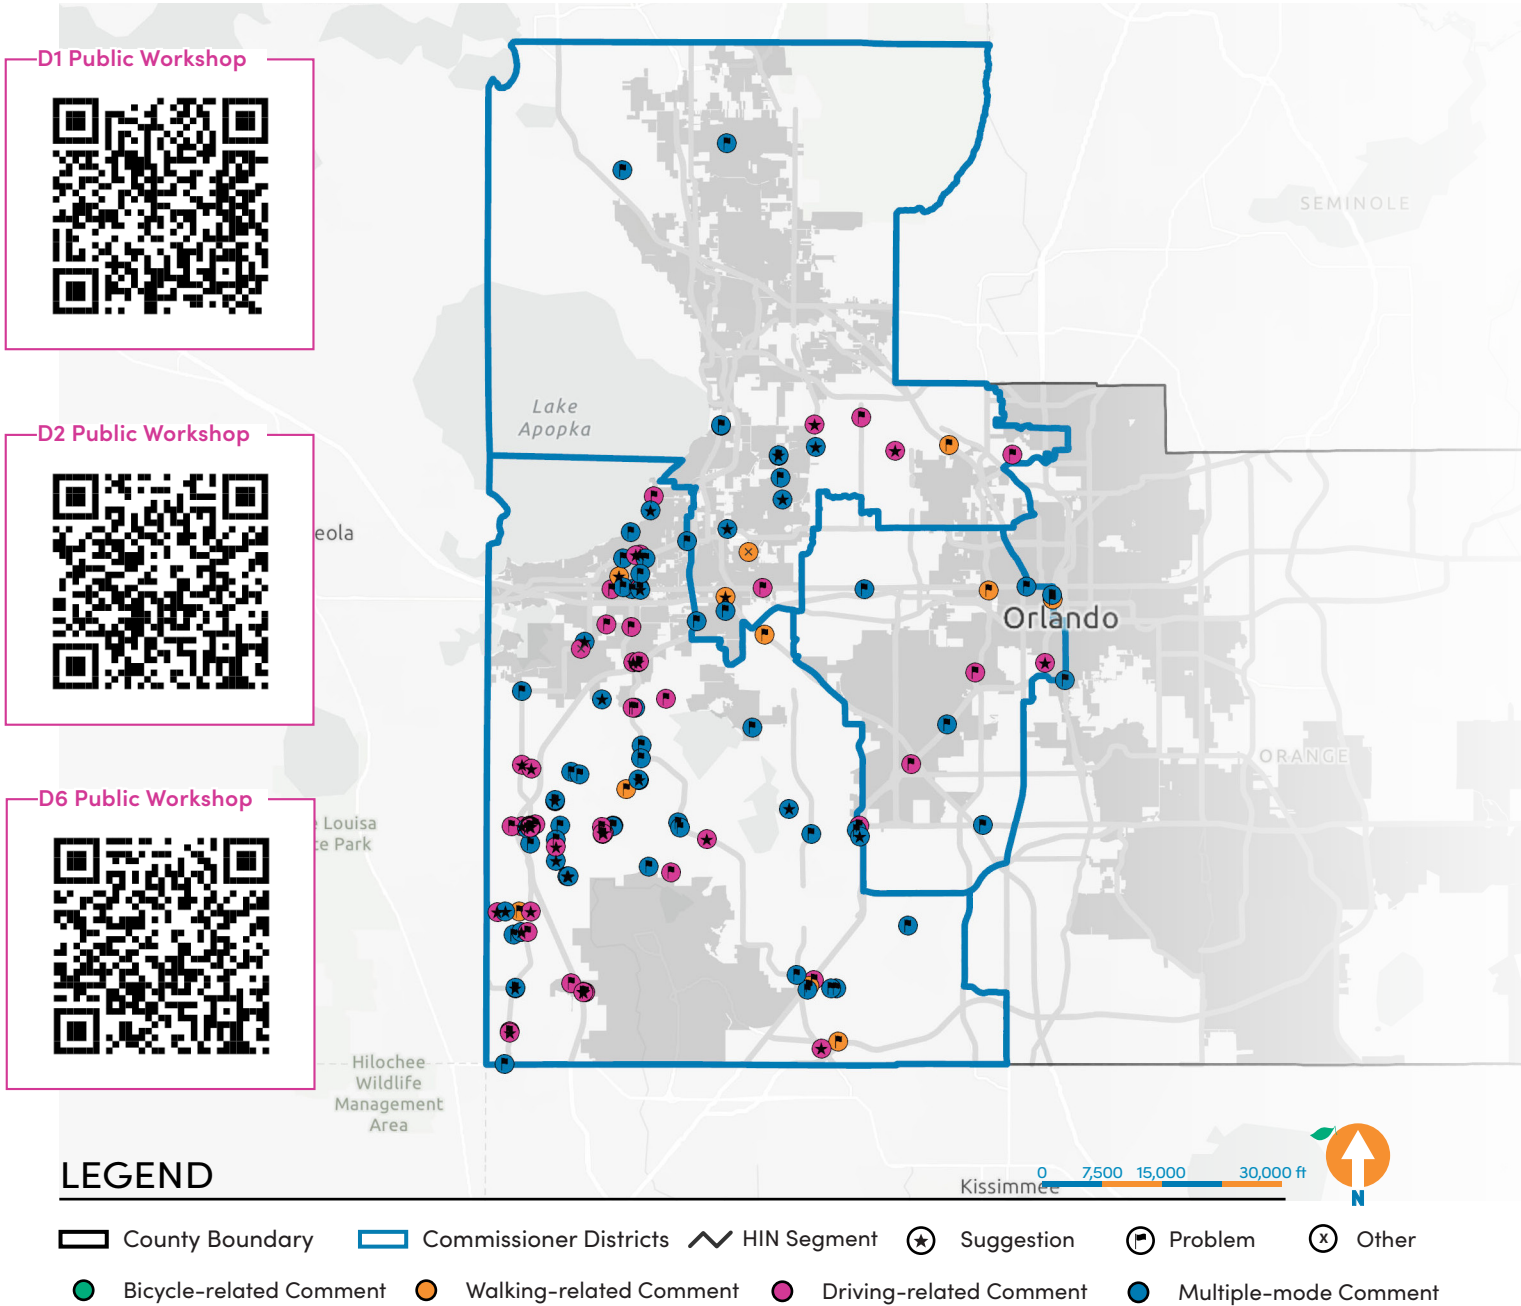 D1 Public Workshop
SEMINOLE
Lake
Apopka
D2 Public Workshop
eola
Orlando
ORANGE
D6 Public Workshop
Louisa
te Park
Hilochee
Wildlife
Management
Area
Kissimmee
0 7,500 15,000 30,000 ft
N
LEGEND
County Boundary
Commissioner Districts
HIN Segment
Suggestion
Problem
X
Other
Bicycle-related Comment
Walking-related Comment
Driving-related Comment
Multiple-mode Comment